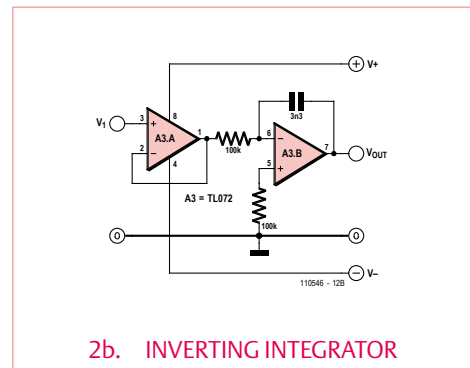 V+
3n3
V1
3
+
8
A3.A
1
2
–
4
100k
6
–
A3.B
7
VOUT
5
+
A3 = TL072
100k
0
0
V–
110546 - 12B
2b. INVERTING INTEGRATOR